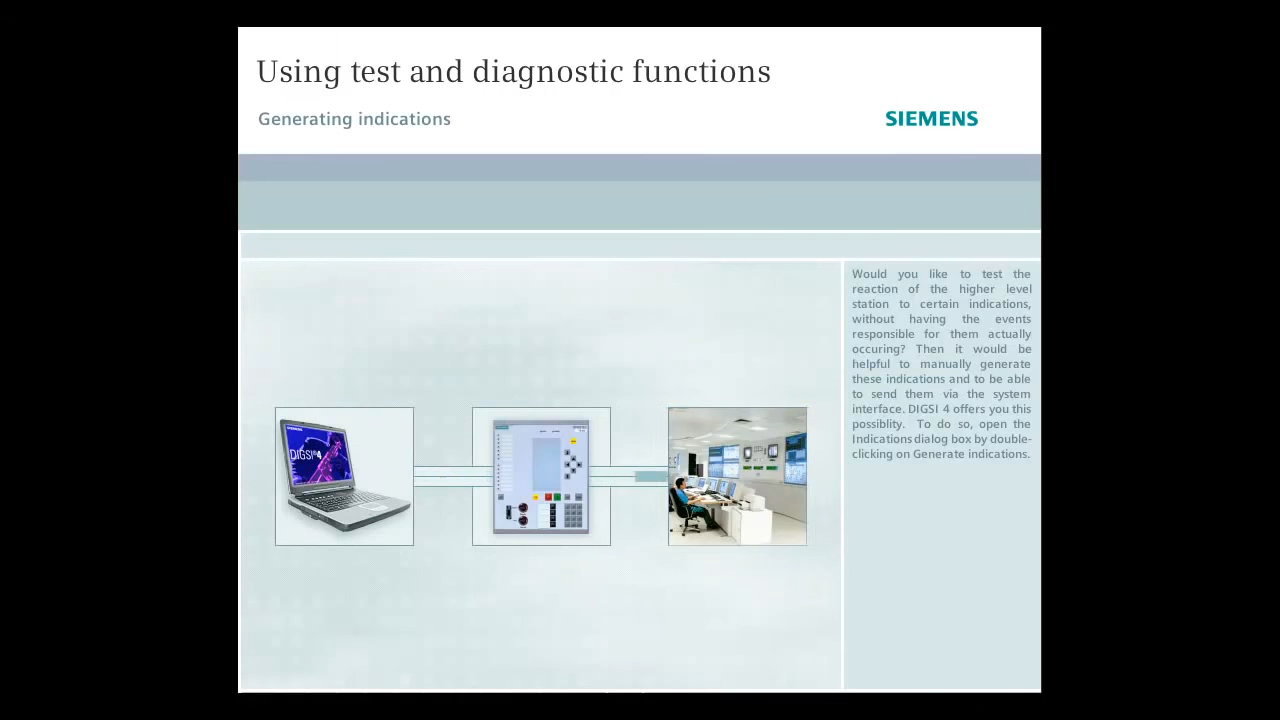 Using test and diagnostic functions
Generating indications
SIEMENS
Would you like to test the
reaction of the higher level
station to certain indications,
without having the events
responsible for them actually
occuring? Then it would be
helpful to manually generate
these indications and to be able
to send them via the system
interface. DIGSI 4 offers you this
possiblity. To do so, open the
Indications dialog box by double-
clicking on Generate indications.
DIGSI 4